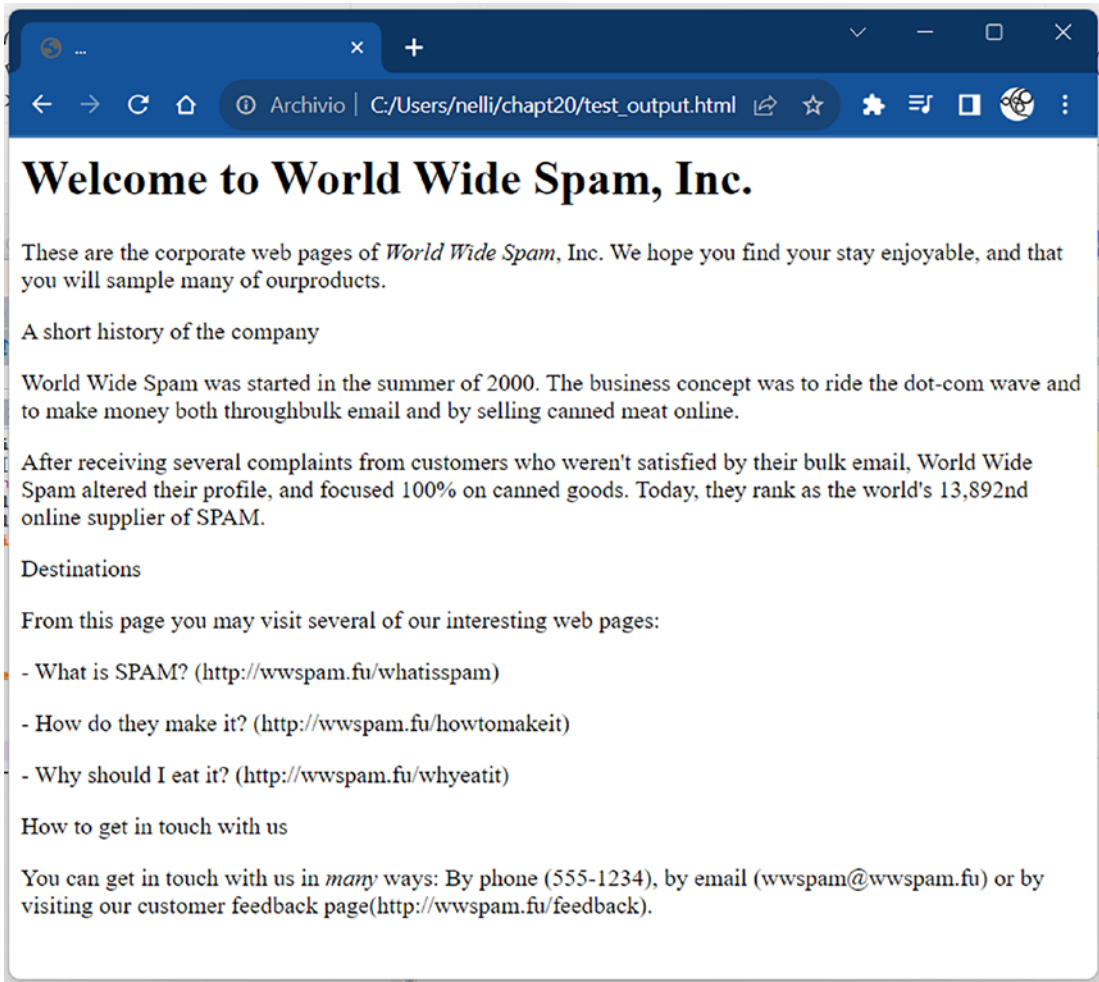 ...
Archivio | C:/Users/nelli/chapt20/test_output.html
Welcome to World Wide Spam, Inc.
These are the corporate web pages of World Wide Spam, Inc. We hope you find your stay enjoyable, and that
you will sample many of ourproducts.
A short history of the company
World Wide Spam was started in the summer of 2000. The business concept was to ride the dot-com wave and
to make money both throughbulk email and by selling canned meat online.
After receiving several complaints from customers who weren't satisfied by their bulk email, World Wide
Spam altered their profile, and focused 100% on canned goods. Today, they rank as the world's 13,892nd
online supplier of SPAM.
Destinations
From this page you may visit several of our interesting web pages:
- What is SPAM? (http://wwspam.fu/whatisspam)
- How do they make it? (http://wwspam.fu/howtomakeit)
- Why should I eat it? (http://wwspam.fu/whyeatit)
How to get in touch with us
You can get in touch with us in many ways: By phone (555-1234), by email (wwspam@wwspam.fu) or by
visiting our customer feedback page(http://wwspam.fu/feedback).